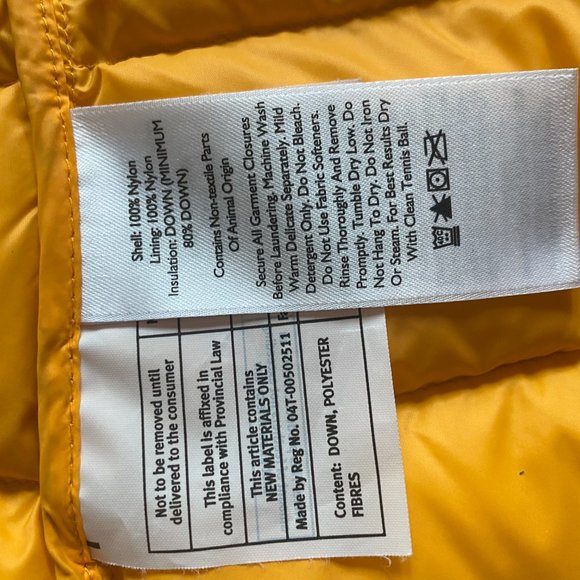 Shell: 100% Nylon
Lining: 100% Nylon
Insulation: DOWN (MINIMUM
80% DOWN)
Contains Non-textile Parts
Of Animal Origin
Secure All Garment Closures
Before Laundering. Machine Wash
Warm Delicate Separately. Mild
Detergent Only. Do Not Bleach.
Do Not Use Fabric Softeners.
Rinse Thoroughly And Remove
Promptly. Tumble Dry Low. Do
Not Hang To Dry. Do Not Iron
Or Steam. For Best Results Dry
With Clean Tennis Ball.
Not to be removed until
delivered to the consumer
This label is affixed in
compliance with Provincial Law
This article contains
NEW MATERIALS ONLY
Made by Reg No. 04T-00502511
Content: DOWN, POLYESTER
FIBRES